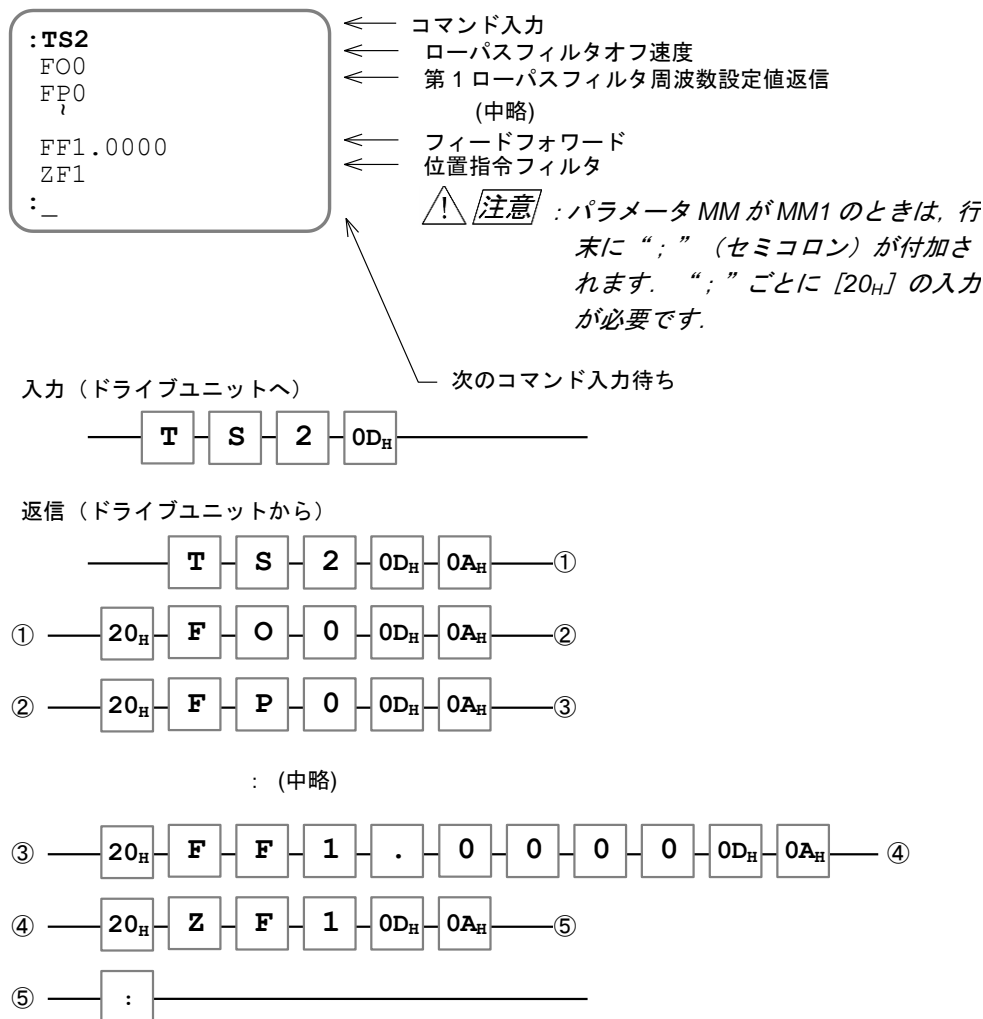 :TS2
FO0
FP0
~
FF1.0000
ZF1
:_
コマンド入力
ローパスフィルタオフ速度
第1ローパスフィルタ周波数設定値返信
(中略)
フィードフォワード
位置指令フィルタ
注意 : パラメータ MM が MM1 のときは, 行
末に“ ; ”（セミコロン）が付加さ
れます. “ ; ”ごとに［20H］の入力
が必要です.
次のコマンド入力待ち
入力（ドライブユニットへ）
T S 2 0DH
返信（ドライブユニットから）
T S 2 0DH 0AH ①
① 20H F O 0 0DH 0AH ②
② 20H F P 0 0DH 0AH ③
: (中略)
③ 20H F F 1 . 0 0 0 0 0DH 0AH ④
④ 20H Z F 1 0DH 0AH ⑤
⑤ :